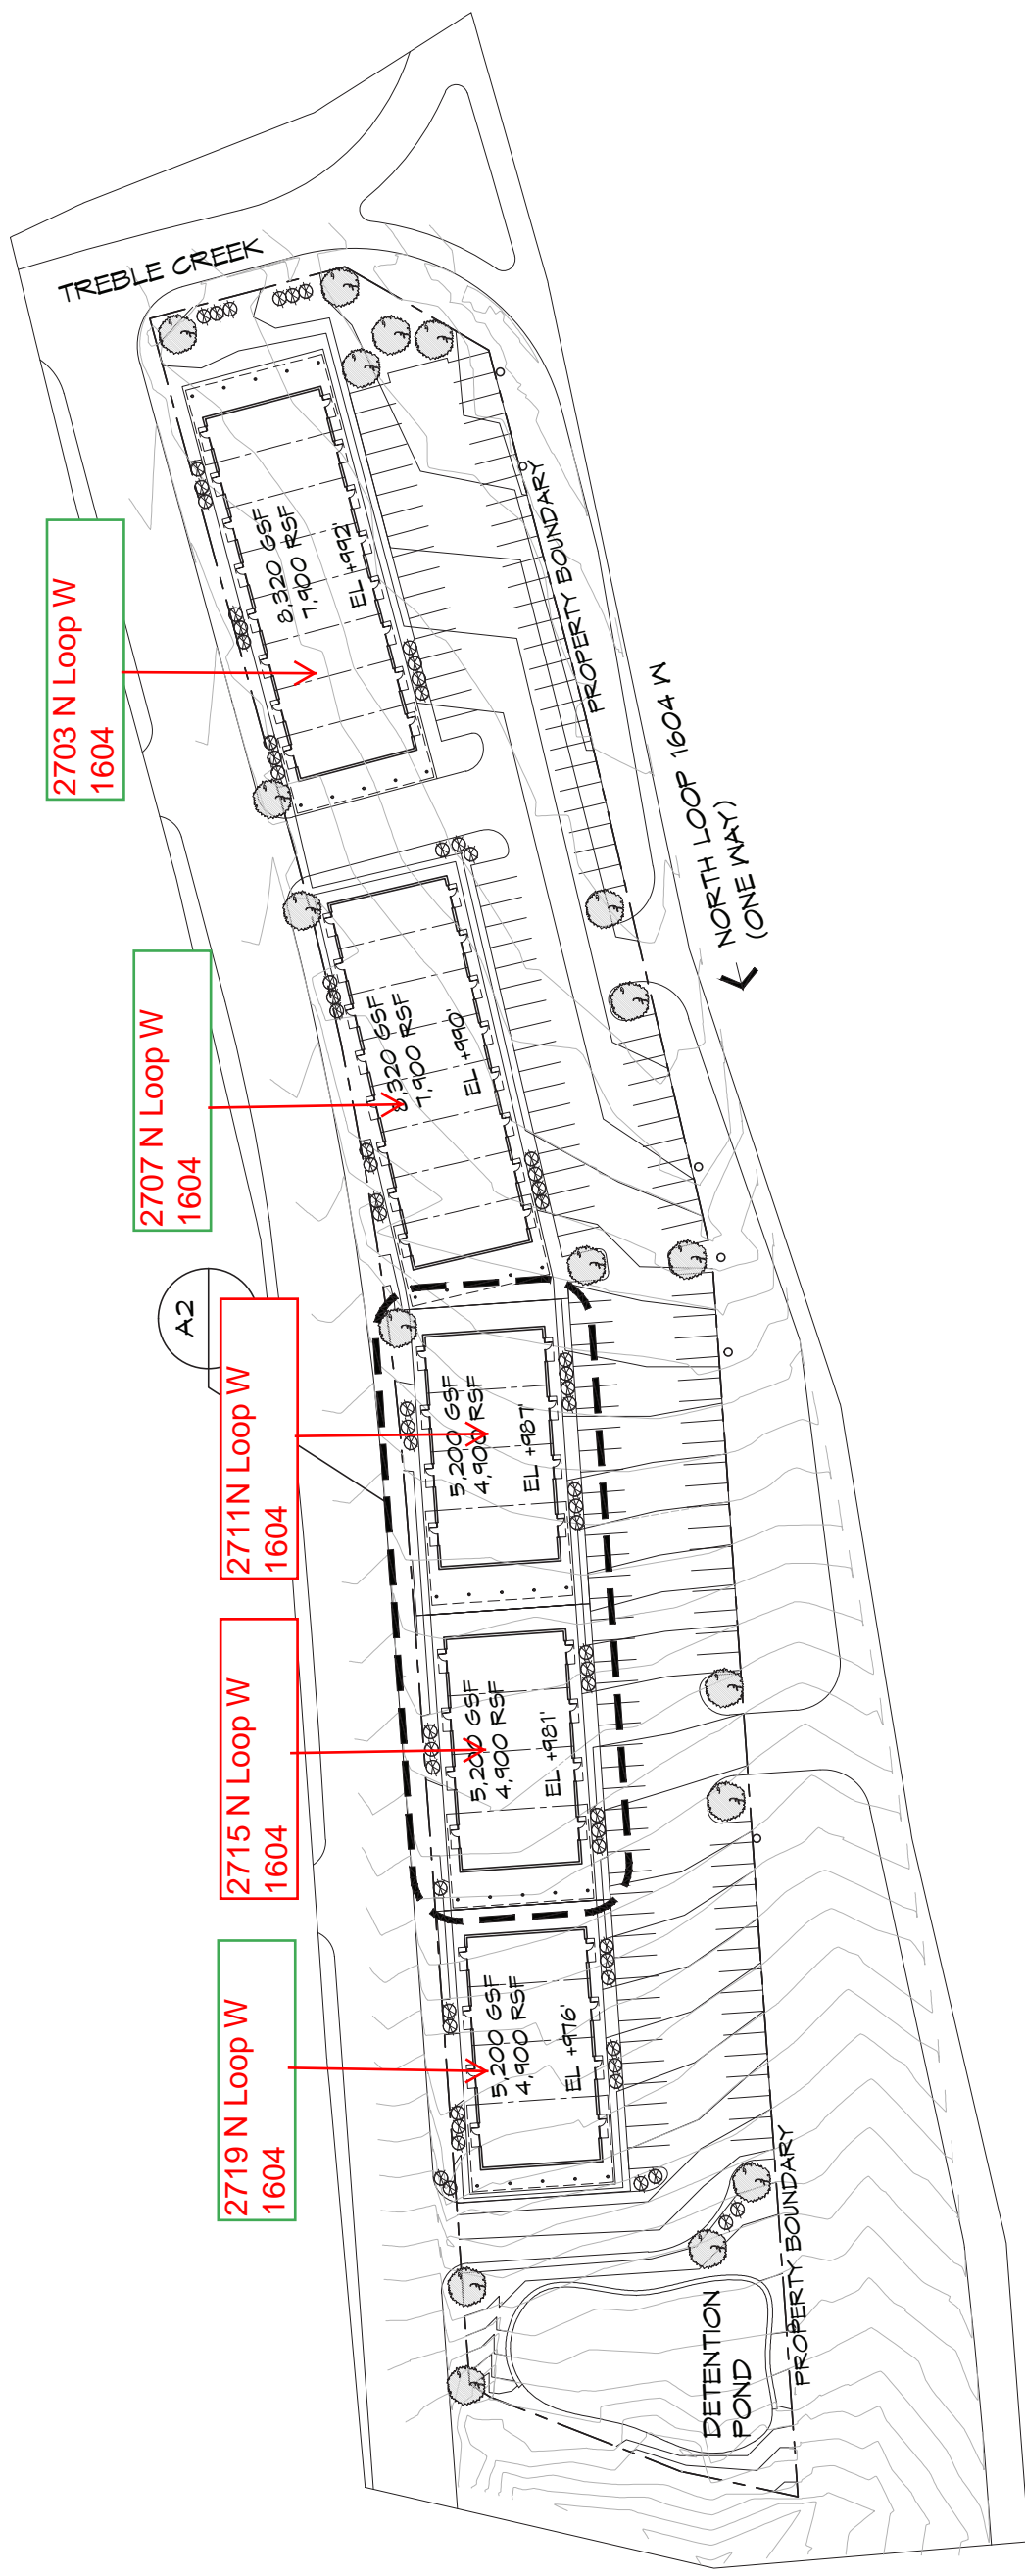 TREBLE CREEK
2703 N Loop W
1604
8,320 GSF
7,900 RSF
EL +992'
PROPERTY BOUNDARY
NORTH LOOP 1604 W
(ONE WAY)
2707 N Loop W
1604
8,320 GSF
7,900 RSF
EL +990'
A2
2711N Loop W
1604
5,200 GSF
4,900 RSF
EL +987'
2715 N Loop W
1604
5,200 GSF
4,900 RSF
EL +981'
2719 N Loop W
1604
5,200 GSF
4,900 RSF
EL +976'
DETENTION
POND
PROPERTY BOUNDARY